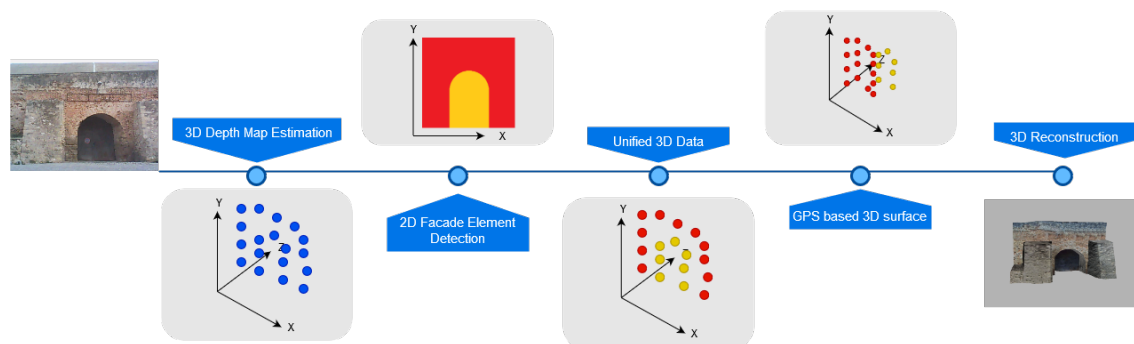 Y
X
Y
Z
3D Depth Map Estimation
Unified 3D Data
3D Reconstruction
2D Facade Element
Detection
GPS based 3D surface
Y
Z
X
Y
X